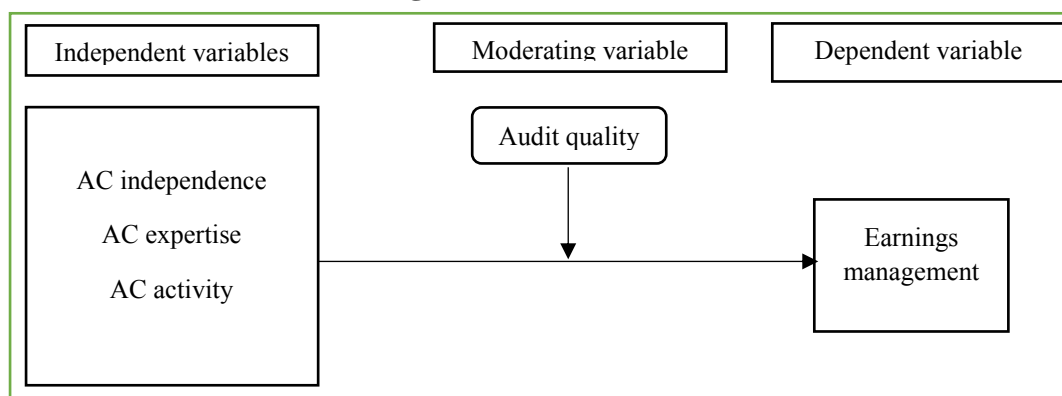 Independent variables
Moderating variable
Dependent variable
Audit quality
AC independence
AC expertise
AC activity
Earnings
management